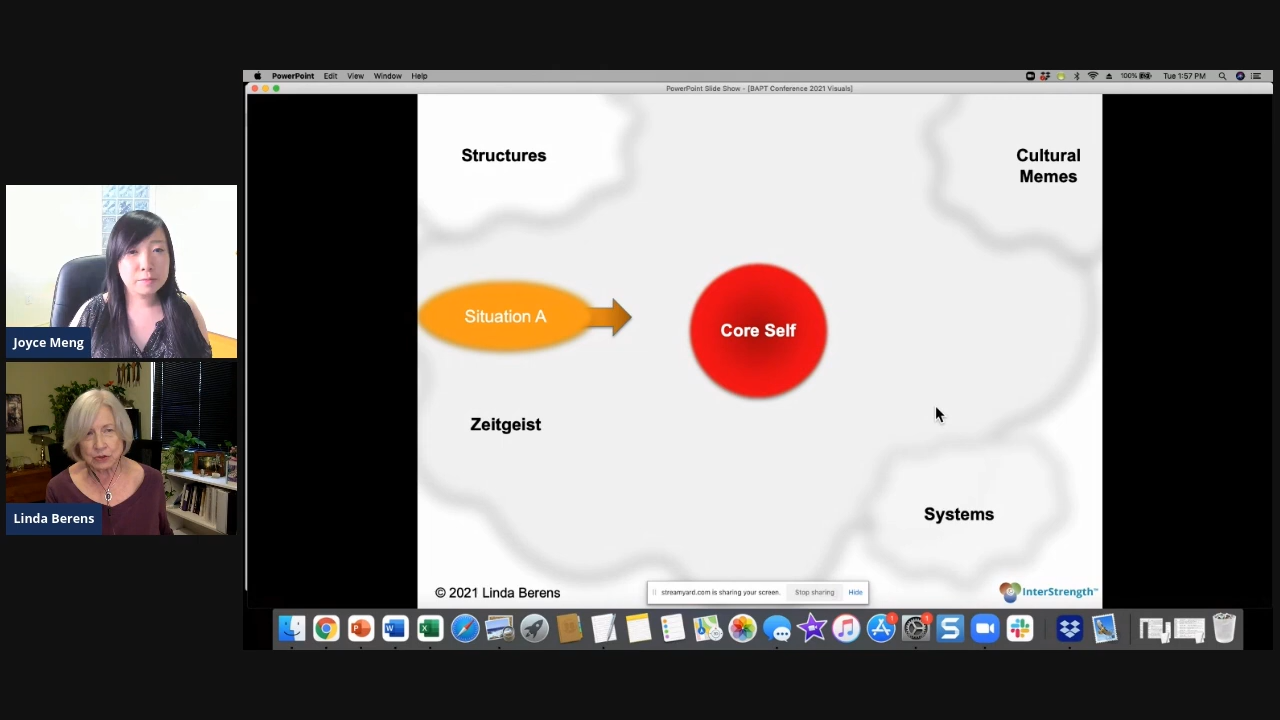 PowerPoint Edit View Window Help
100% Tue 1:57 PM
PowerPoint Slide Show - [BAPT Conference 2021 Visuals]
Structures
Cultural
Memes
Situation A
Core Self
Zeitgeist
Systems
© 2021 Linda Berens
streamyard.com is sharing your screen. Stop sharing Hide
InterStrength™
Joyce Meng
Linda Berens